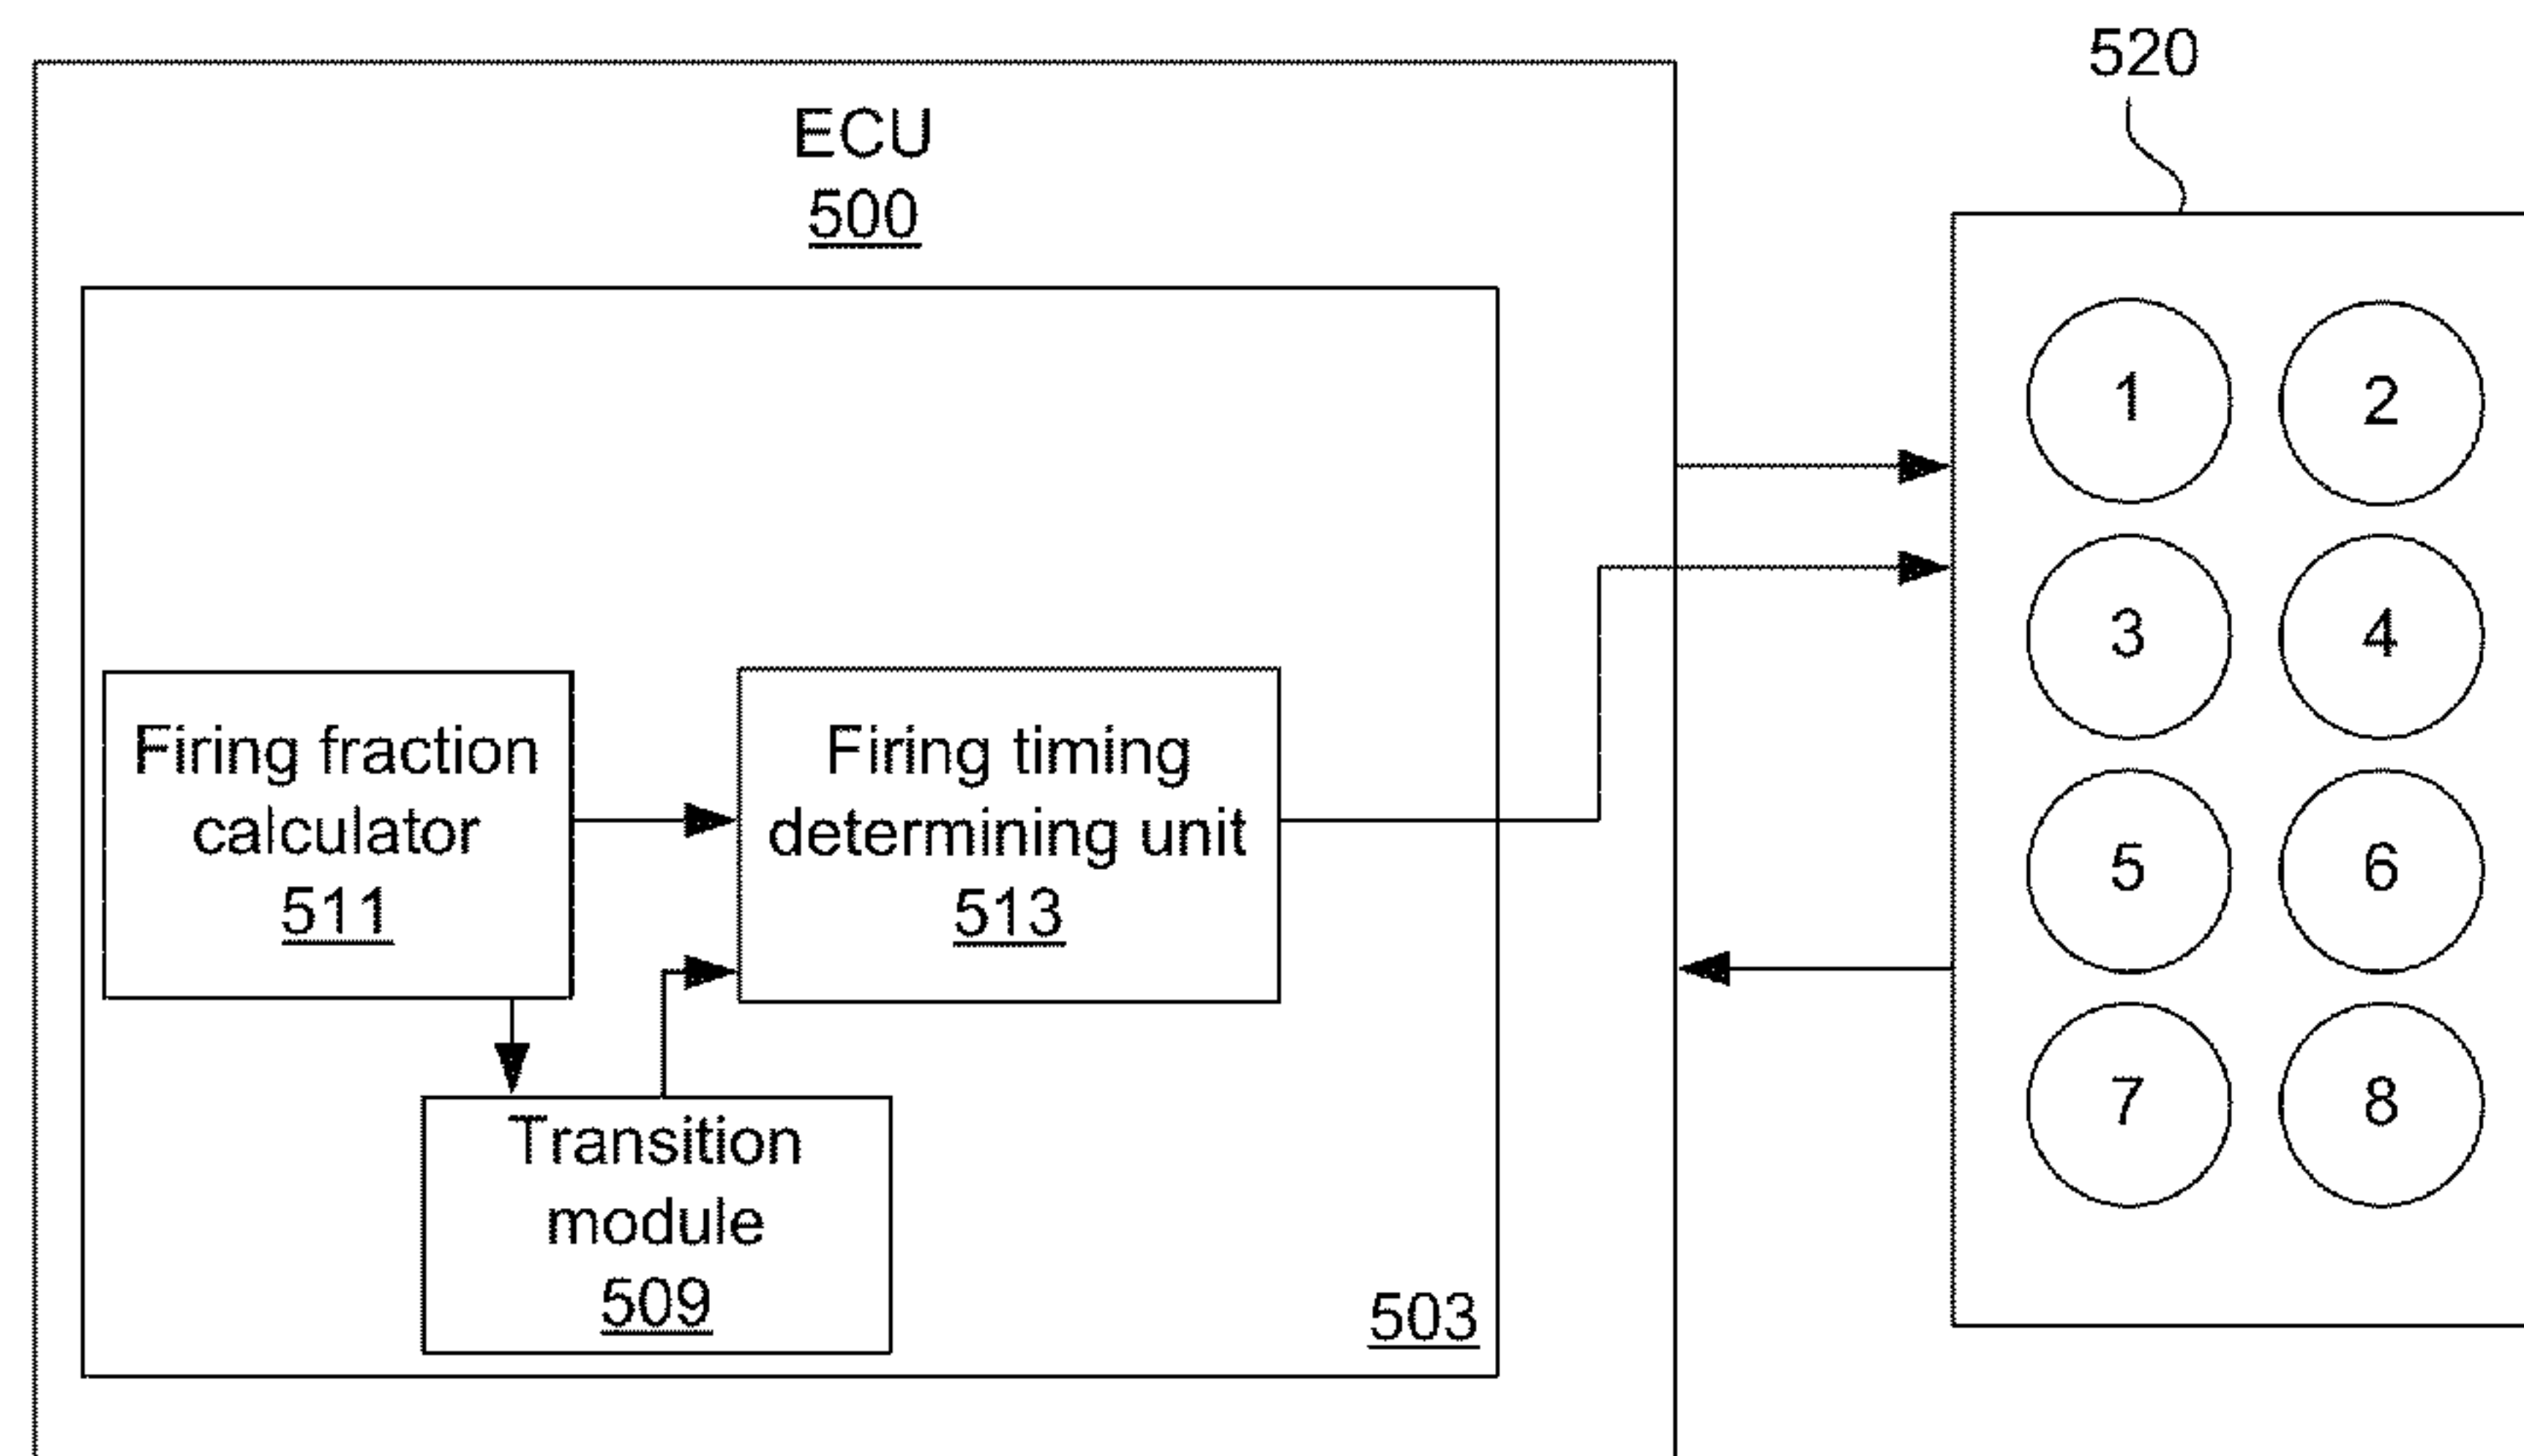 ECU
500
520
Firing fraction
calculator
511
Firing timing
determining unit
513
Transition
module
509
503
1
2
3
4
5
6
7
8